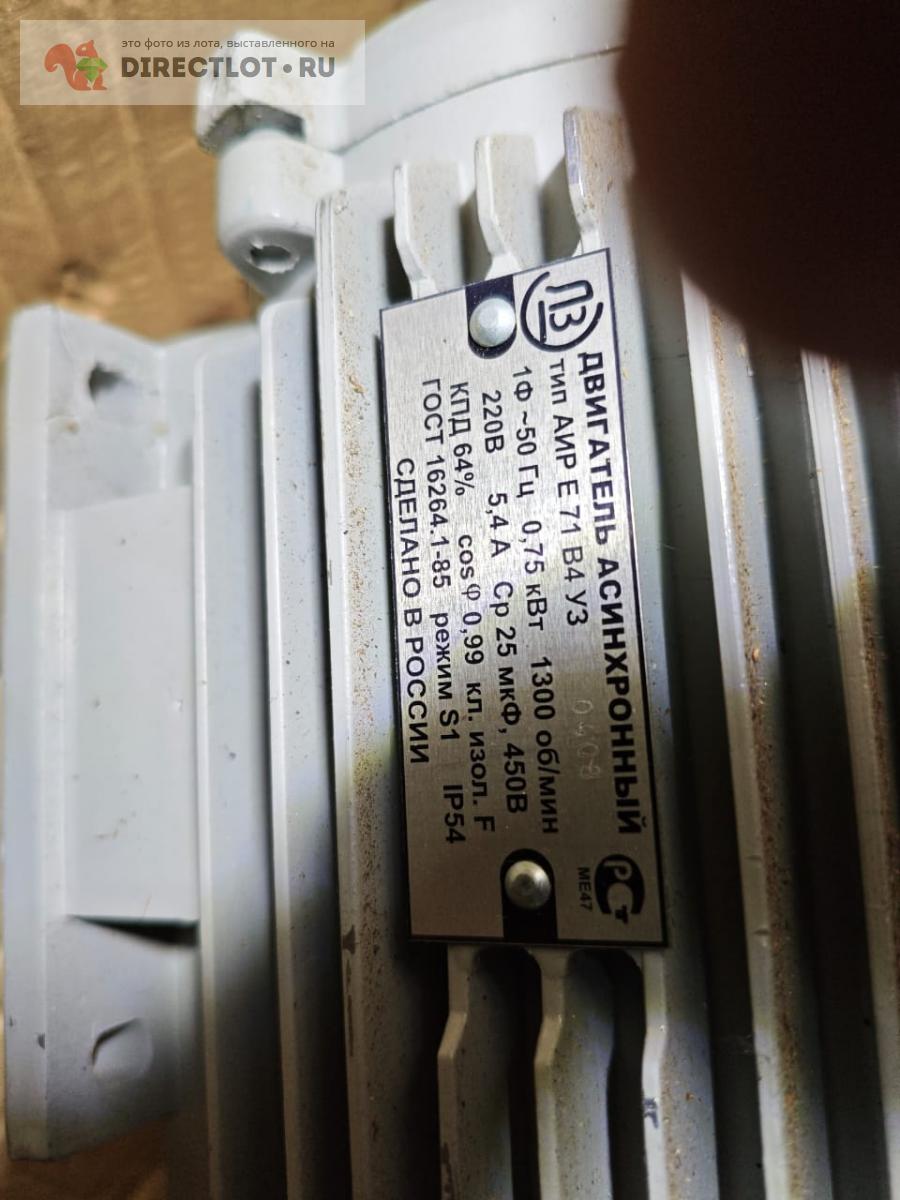 это фото из лота, выставленного на
DIRECTLOT.RU
ЛЗ
ДВИГАТЕЛЬ АСИНХРОННЫЙ
тип АИР Е 71 В4 У3
1Ф ~50 Гц 0,75 кВт 1300 об/мин
220В 5,4 А Ср 25 мкФ, 450В
КПД 64% cos φ 0,99 кл. изол. F
ГОСТ 16264.1-85 режим S1 IP54
СДЕЛАНО В РОССИИ
РСТ
МЕ47